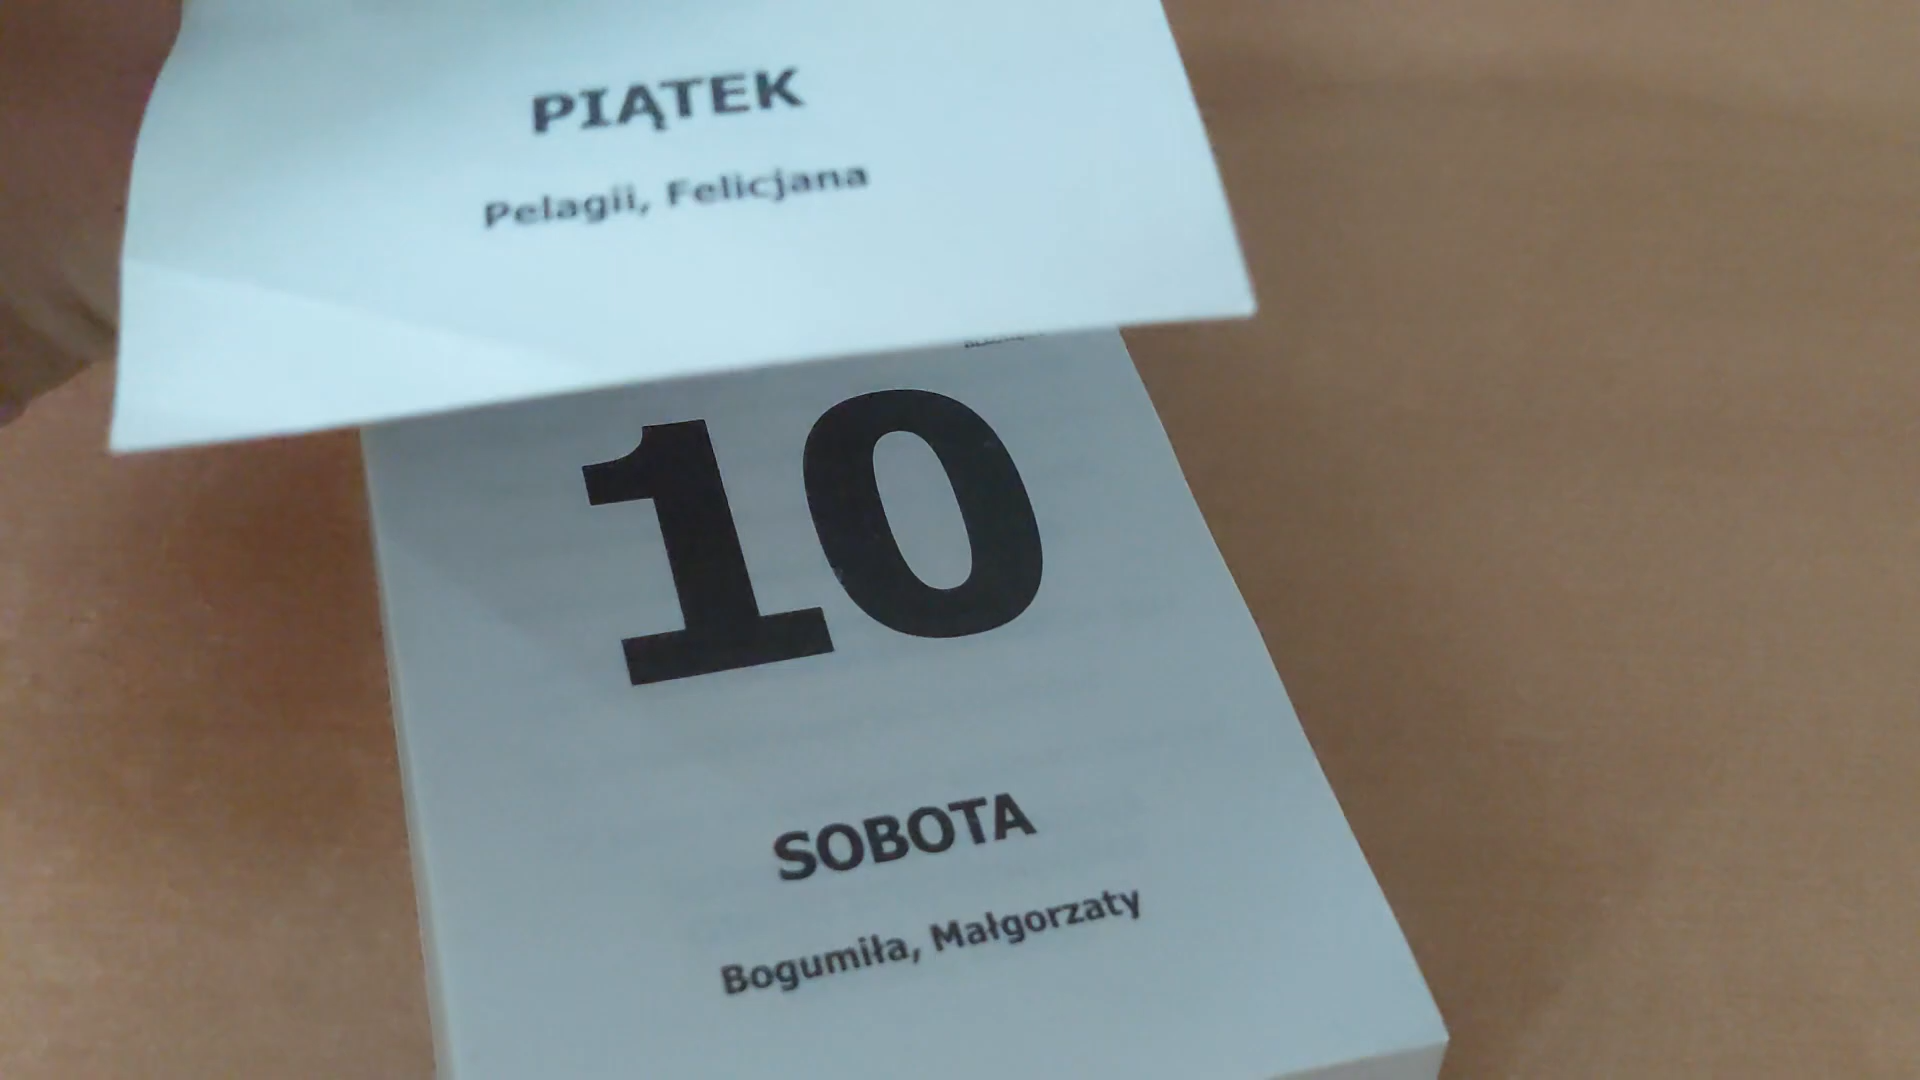 PIĄTEK
Pelagii, Felicjana
10
SOBOTA
Bogumiła, Małgorzaty